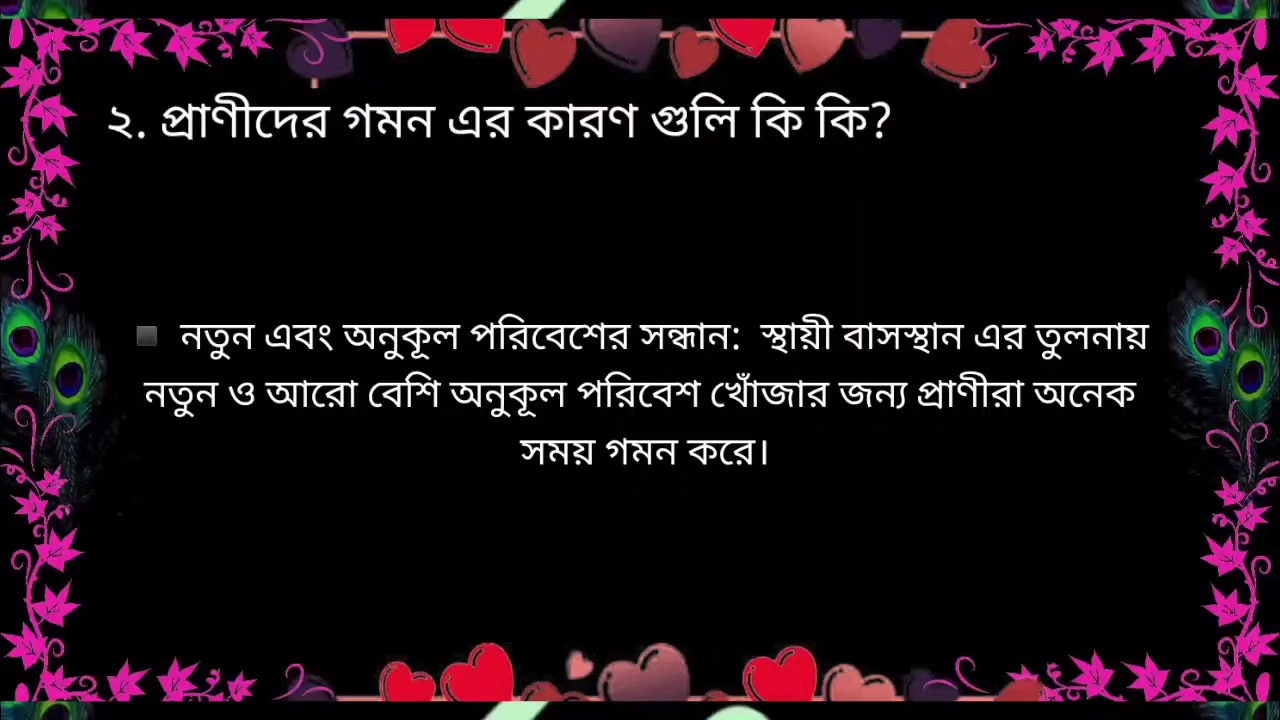 ২. প্রাণীদের গমন এর কারণ গুলি কি কি?
▪ নতুন এবং অনুকূল পরিবেশের সন্ধান: স্থায়ী বাসস্থান এর তুলনায়
নতুন ও আরো বেশি অনুকূল পরিবেশ খোঁজার জন্য প্রাণীরা অনেক
সময় গমন করে।